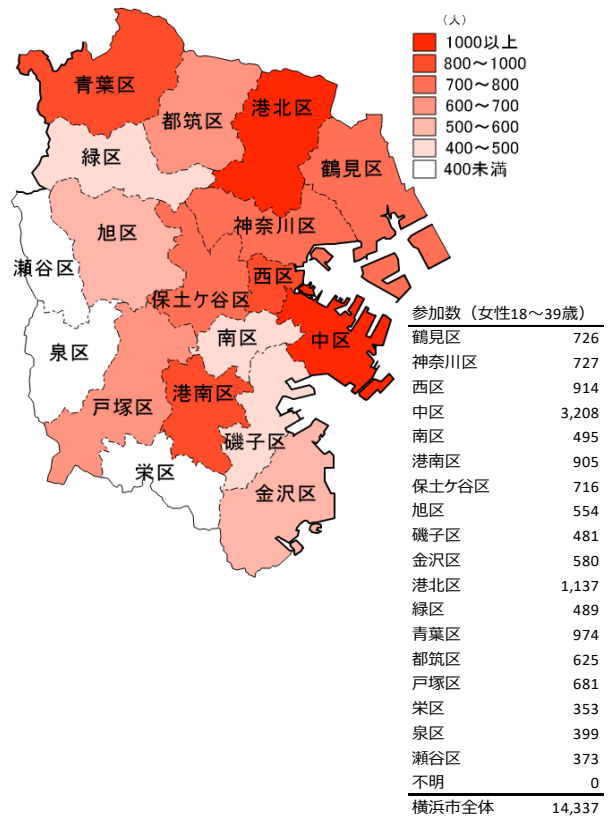 （人）
1000以上
800～1000
700～800
600～700
500～600
400～500
400未満
青葉区
都筑区
港北区
緑区
鶴見区
旭区
神奈川区
瀬谷区
西区
保土ケ谷区
泉区
南区
中区
戸塚区
港南区
磯子区
栄区
金沢区
参加数（女性18～39歳）
鶴見区 726
神奈川区 727
西区 914
中区 3,208
南区 495
港南区 905
保土ケ谷区 716
旭区 554
磯子区 481
金沢区 580
港北区 1,137
緑区 489
青葉区 974
都筑区 625
戸塚区 681
栄区 353
泉区 399
瀬谷区 373
不明 0
横浜市全体 14,337